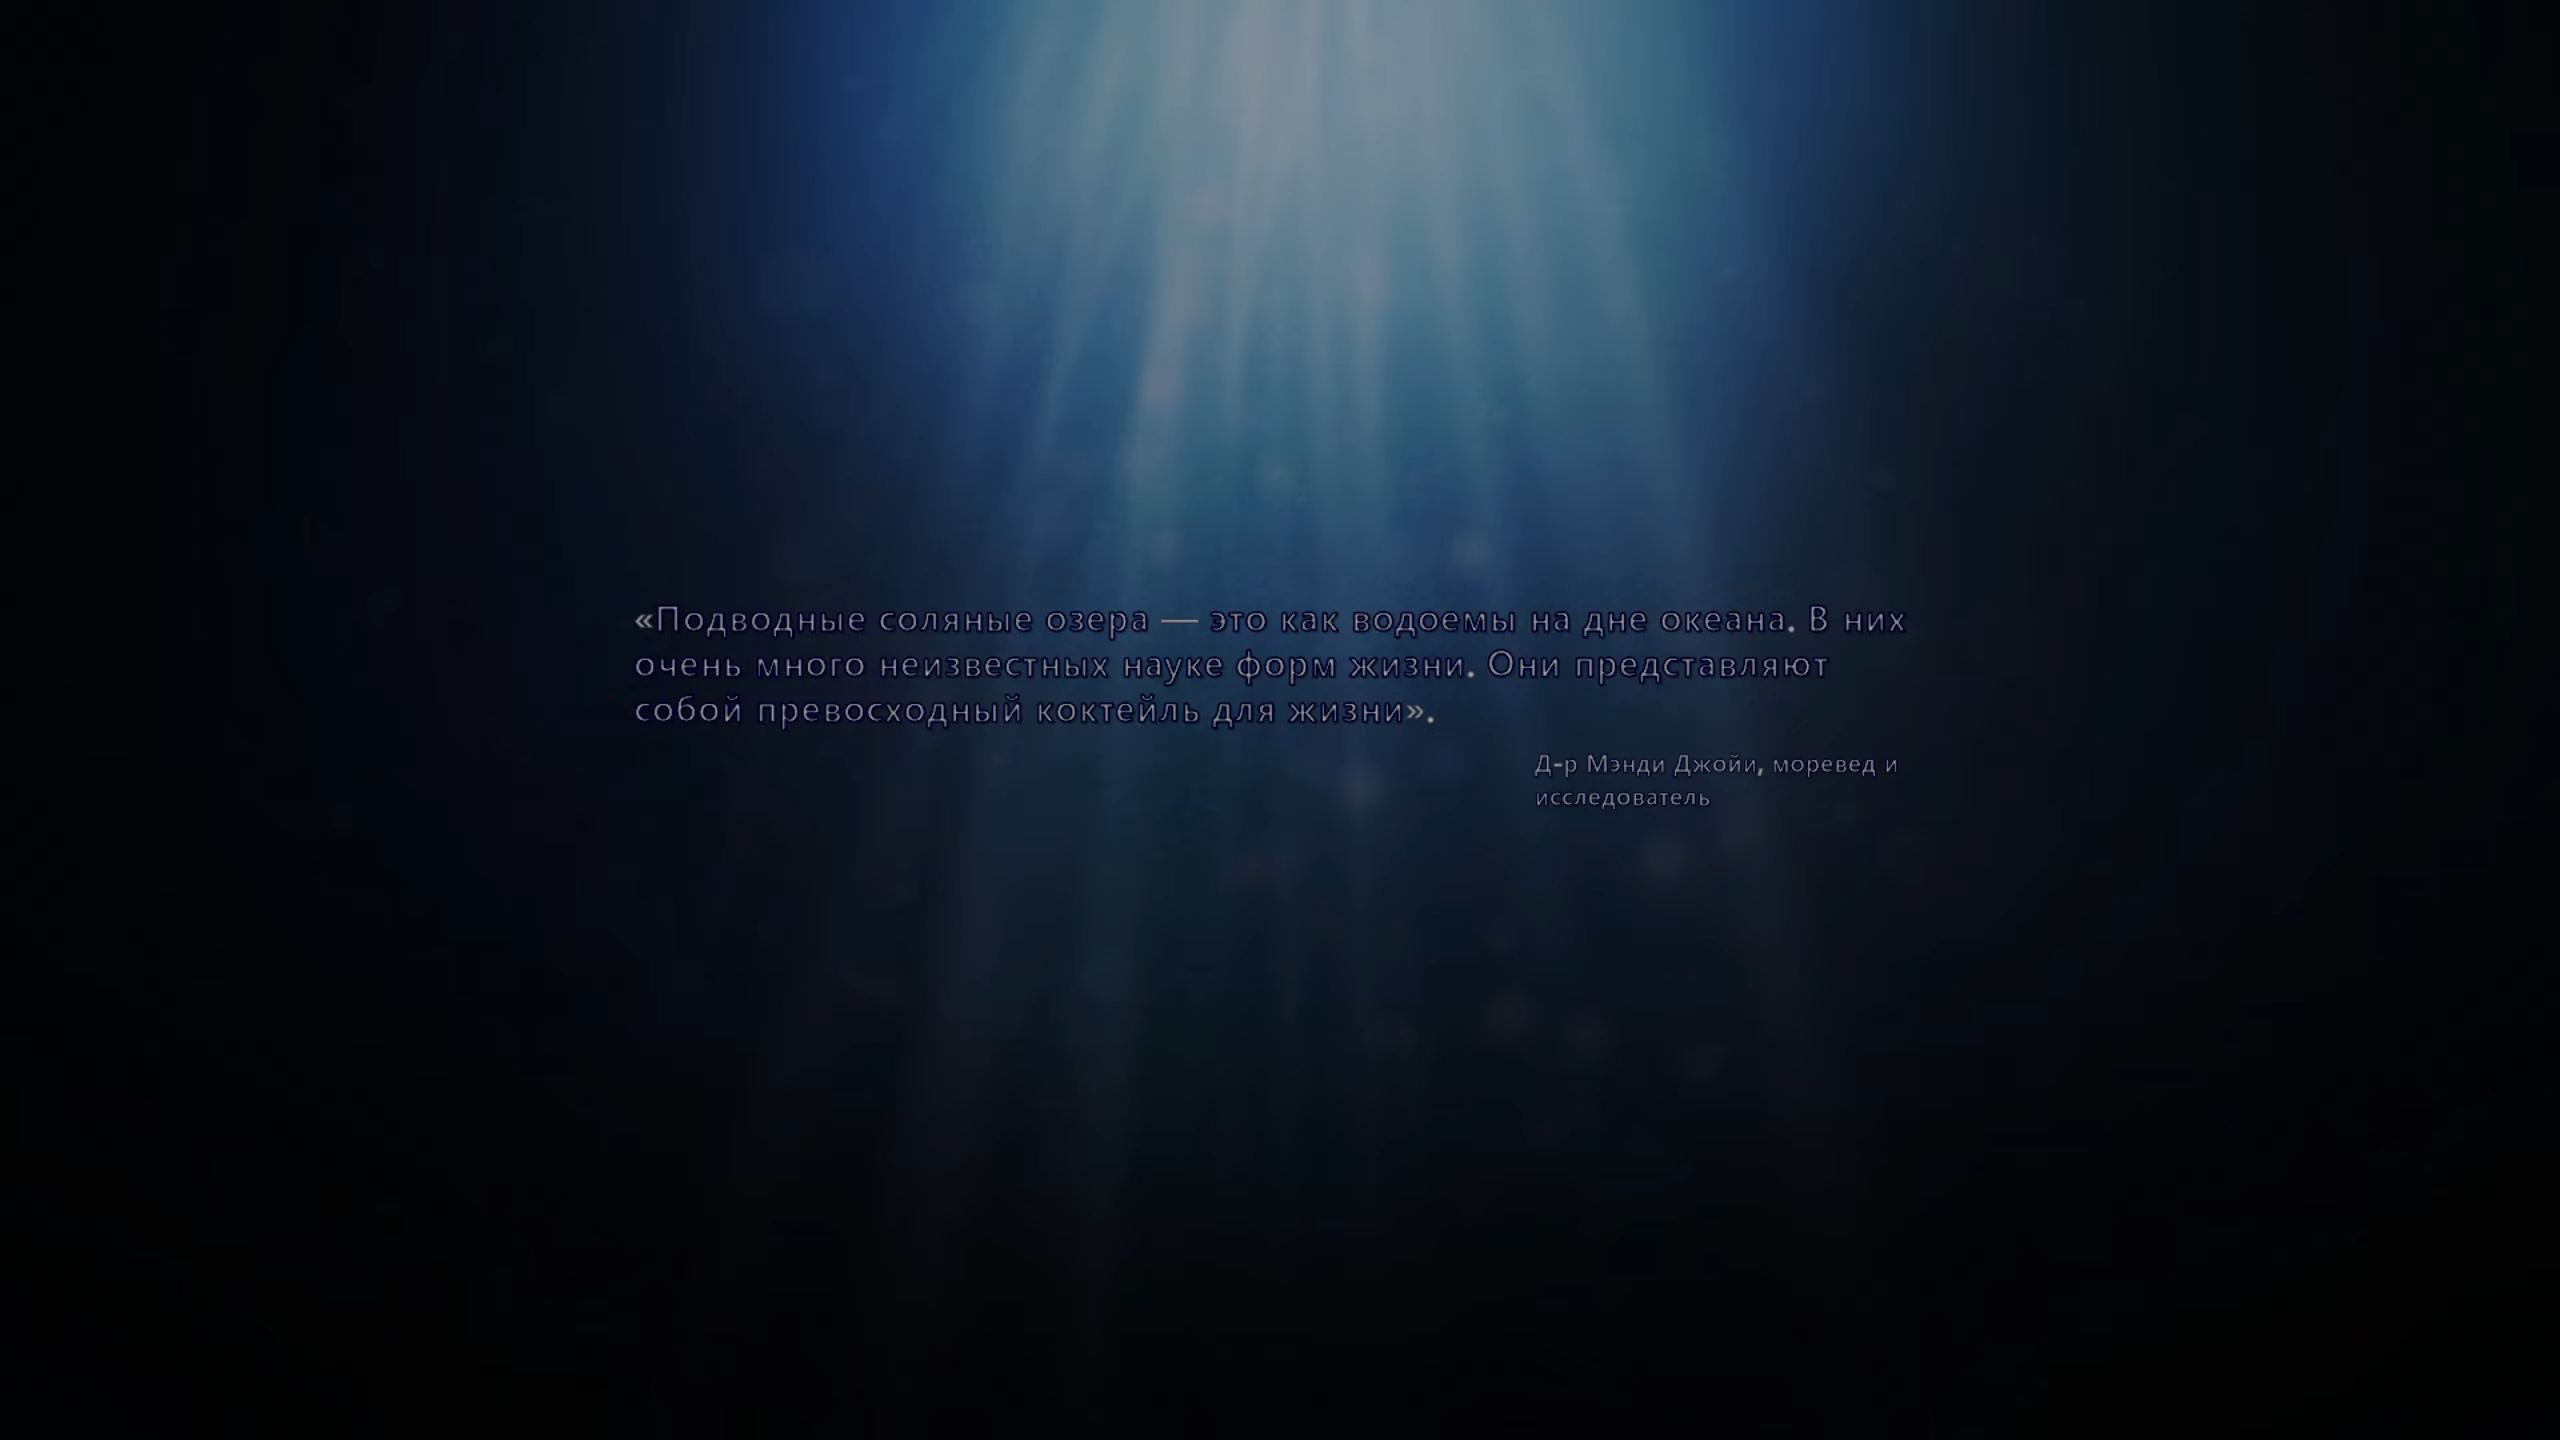 «Подводные соляные озера — это как водоемы на дне океана. В них
очень много неизвестных науке форм жизни. Они представляют
собой превосходный коктейль для жизни».
Д-р Мэнди Джойи, моревед и
исследователь